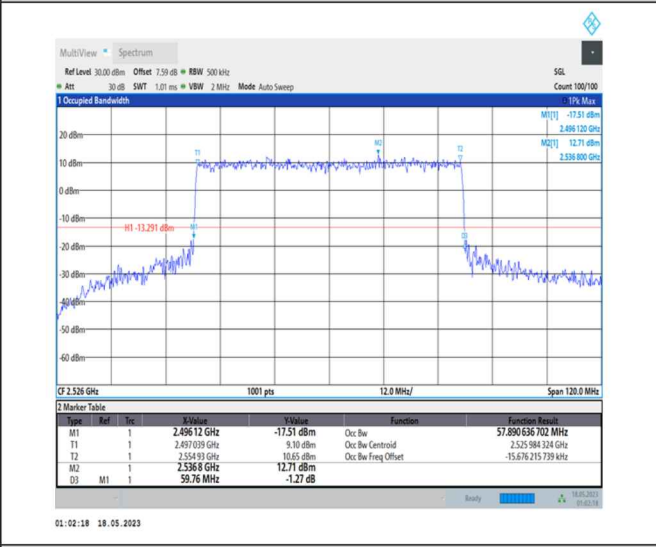 MultiView Spectrum
Ref Level 30.00 dBm Offset 7.59 dB RBW 500 kHz SGL
Att 30 dB SWT 1.01 ms VBW 2 MHz Mode Auto Sweep Count 100/100
1 Occupied Bandwidth 1Pk Max
M1[1] -17.51 dBm
2.496 120 GHz
M2[1] 12.71 dBm
2.536 800 GHz
20 dBm
M2
T1 T2
10 dBm
0 dBm
-10 dBm
H1 -13.291 dBm M1
D3
-20 dBm
-30 dBm
-40 dBm
-50 dBm
-60 dBm
CF 2.526 GHz 1001 pts 12.0 MHz/ Span 120.0 MHz
2 Marker Table
Type Ref Trc X-Value Y-Value Function Function Result
M1 1 2.49612 GHz -17.51 dBm Occ Bw 57.890 636 702 MHz
T1 1 2.497 039 GHz 9.10 dBm Occ Bw Centroid 2.525 984 324 GHz
T2 1 2.554 93 GHz 10.65 dBm Occ Bw Freq Offset -15.676 215 739 kHz
M2 1 2.5368 GHz 12.71 dBm
D3 M1 1 59.76 MHz -1.27 dB
Ready 18.05.2023
01:02:18
01:02:18 18.05.2023